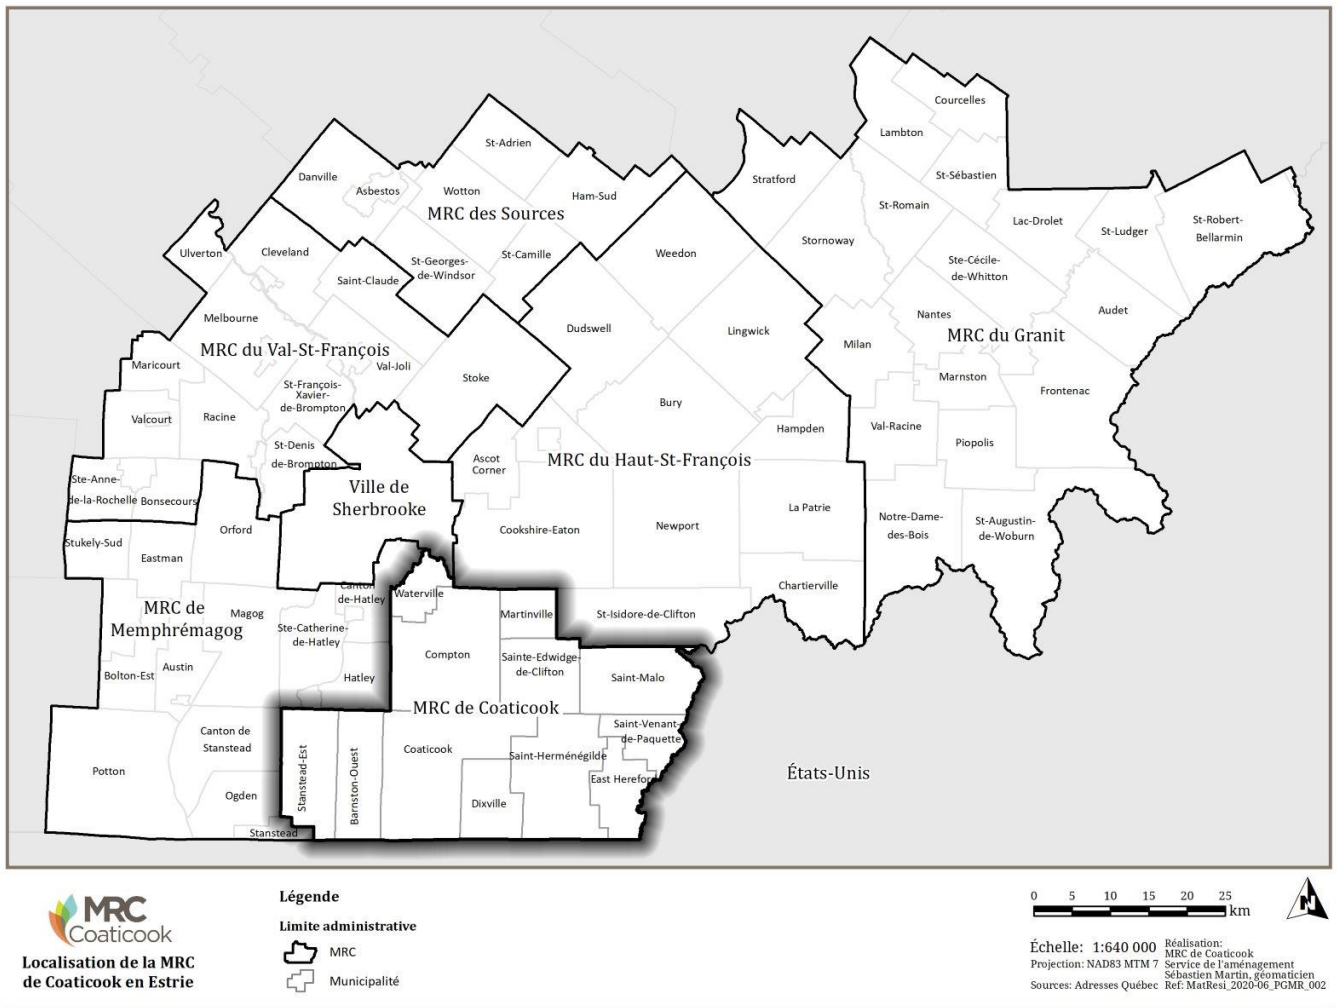 Courcelles
Lambton
St-Adrien
Danville
Asbestos
Wotton
Ham-Sud
Stratford
St-Sébastien
St-Romain
MRC des Sources
Lac-Drolet
St-Ludger
St-Robert-
Bellarmin
Ulverton
Cleveland
Saint-Claude
St-Georges-
de-Windsor
St-Camille
Weedon
Stornoway
Ste-Cécile-
de-Whitton
Melbourne
Dudswell
Lingwick
Nantes
Audet
MRC du Granit
Milan
MRC du Val-St-François
Maricourt
Val-Joli
Stoke
Marnston
Frontenac
St-François-
Xavier-
de-Brompton
Valcourt
Racine
Bury
Hampden
Val-Racine
Piopolis
St-Denis
de-Brompton
Ascot
Corner
MRC du Haut-St-François
Ste-Anne-
de-la-Rochelle
Bonsecours
Ville de
Sherbrooke
La Patrie
Orford
Cookshire-Eaton
Newport
Notre-Dame-
des-Bois
St-Augustin-
de-Woburn
Stukely-Sud
Eastman
Canton
de-Hatley
Waterville
Chartierville
MRC de
Memphrémagog
Magog
Martinville
St-Isidore-de-Clifton
Ste-Catherine-
de-Hatley
Compton
Sainte-Edwidge-
de-Clifton
Bolton-Est
Austin
Hatley
Saint-Malo
MRC de Coaticook
Canton de
Stanstead
Saint-Venant-
de-Paquette
Coaticook
Saint-Herménégilde
Potton
Stanstead-Est
Barnston-Ouest
East Hereford
États-Unis
Ogden
Dixville
Stanstead
MRC
Coaticook
Localisation de la MRC
de Coaticook en Estrie
Légende
Limite administrative
MRC
Municipalité
0 5 10 15 20 25
km
N
Échelle: 1:640 000
Projection: NAD83 MTM 7
Sources: Adresses Québec
Réalisation:
MRC de Coaticook
Service de l'aménagement
Sébastien Martin, géomaticien
Ref: MatResi_2020-06_PGMR_002